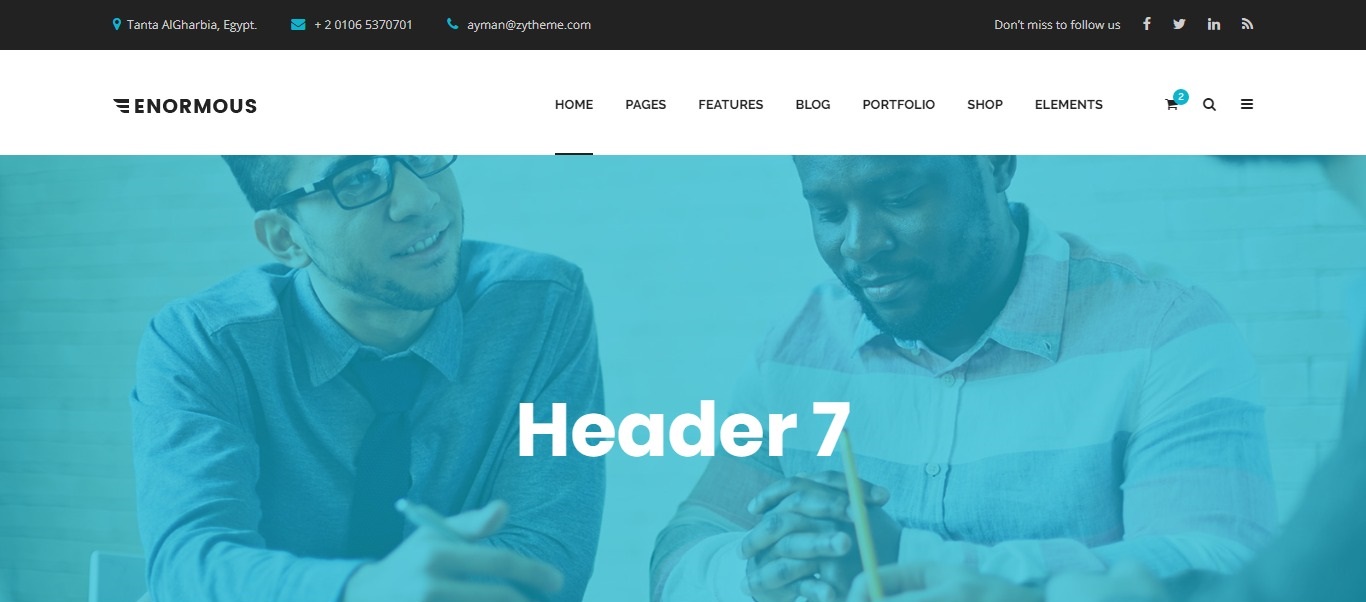 Tanta AlGharbia, Egypt. + 2 0106 5370701 ayman@zytheme.com Don't miss to follow us
ENORMOUS HOME PAGES FEATURES BLOG PORTFOLIO SHOP ELEMENTS 2
Header 7